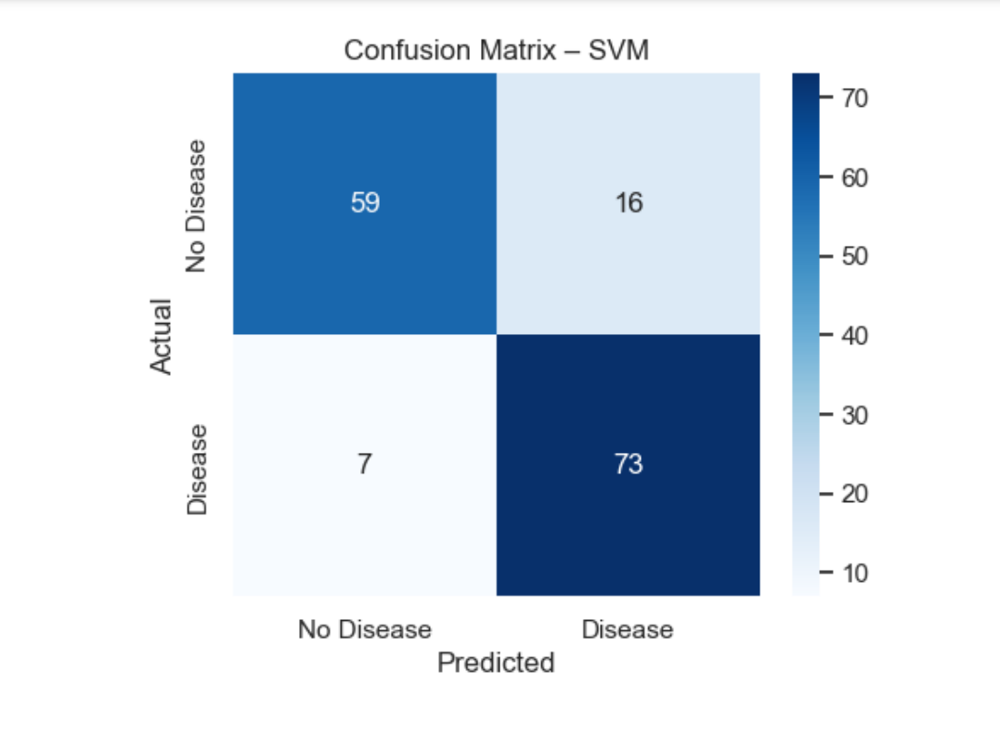 Confusion Matrix – SVM
No Disease
59
16
70
60
50
40
30
20
10
Actual
Disease
7
73
No Disease
Disease
Predicted